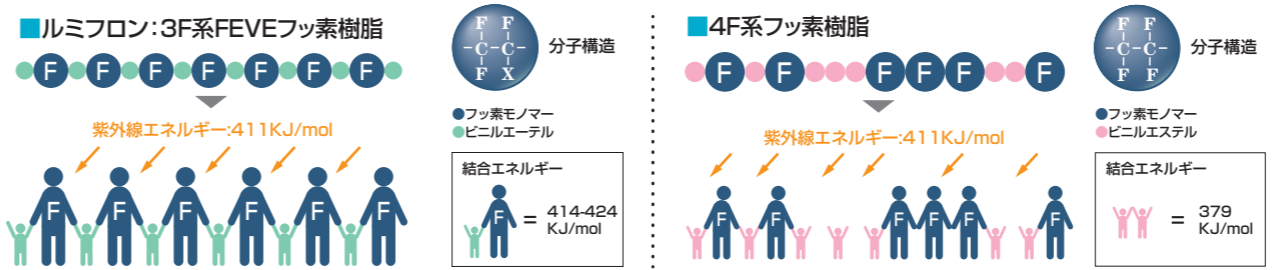 ■ルミフロン：3F系FEVEフッ素樹脂
F F F F F F F
F F
-C-C-
F X
分子構造
●フッ素モノマー
●ビニルエーテル
紫外線エネルギー:411KJ/mol
F F F F F F
結合エネルギー
F = 414-424
KJ/mol
■4F系フッ素樹脂
F F F F F F
F F
-C-C-
F F
分子構造
●フッ素モノマー
●ビニルエステル
紫外線エネルギー:411KJ/mol
F F F F F F
結合エネルギー
= 379
KJ/mol